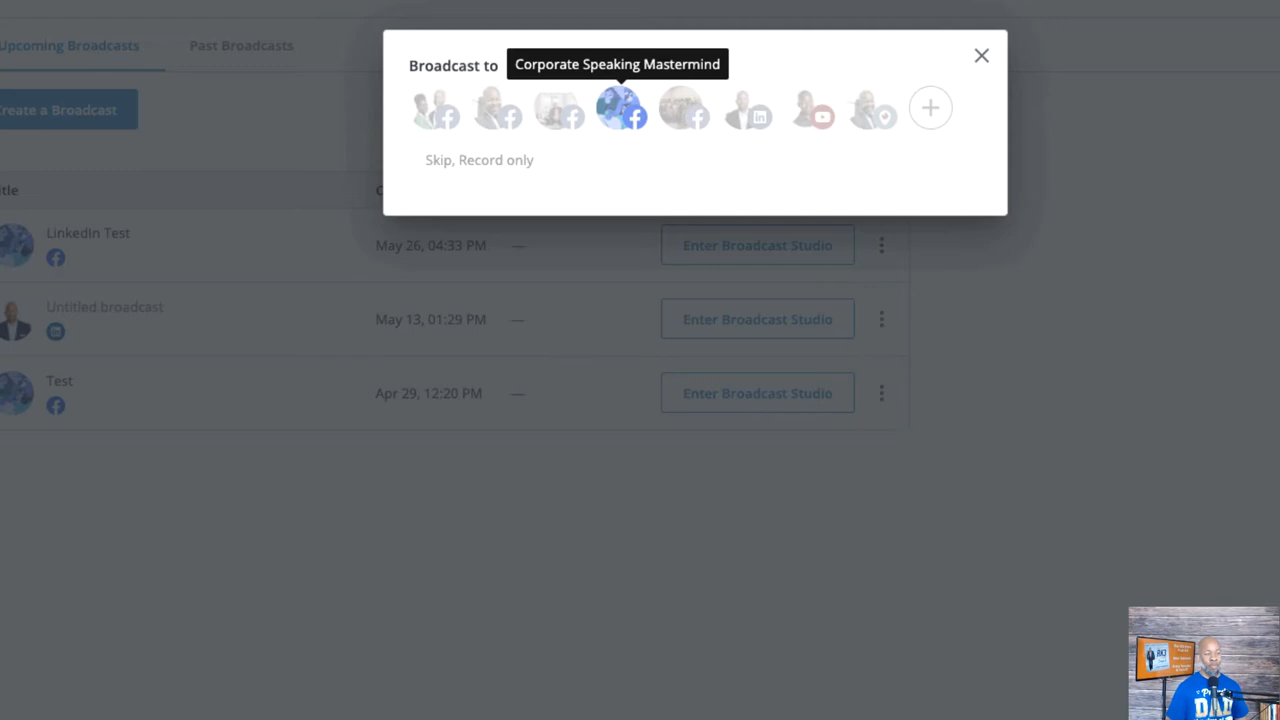 Upcoming Broadcasts
Past Broadcasts
Broadcast to
Corporate Speaking Mastermind
Create a Broadcast
Skip, Record only
LinkedIn Test
May 26, 04:33 PM
—
Enter Broadcast Studio
Untitled broadcast
May 13, 01:29 PM
—
Enter Broadcast Studio
Test
Apr 29, 12:20 PM
—
Enter Broadcast Studio
DAD